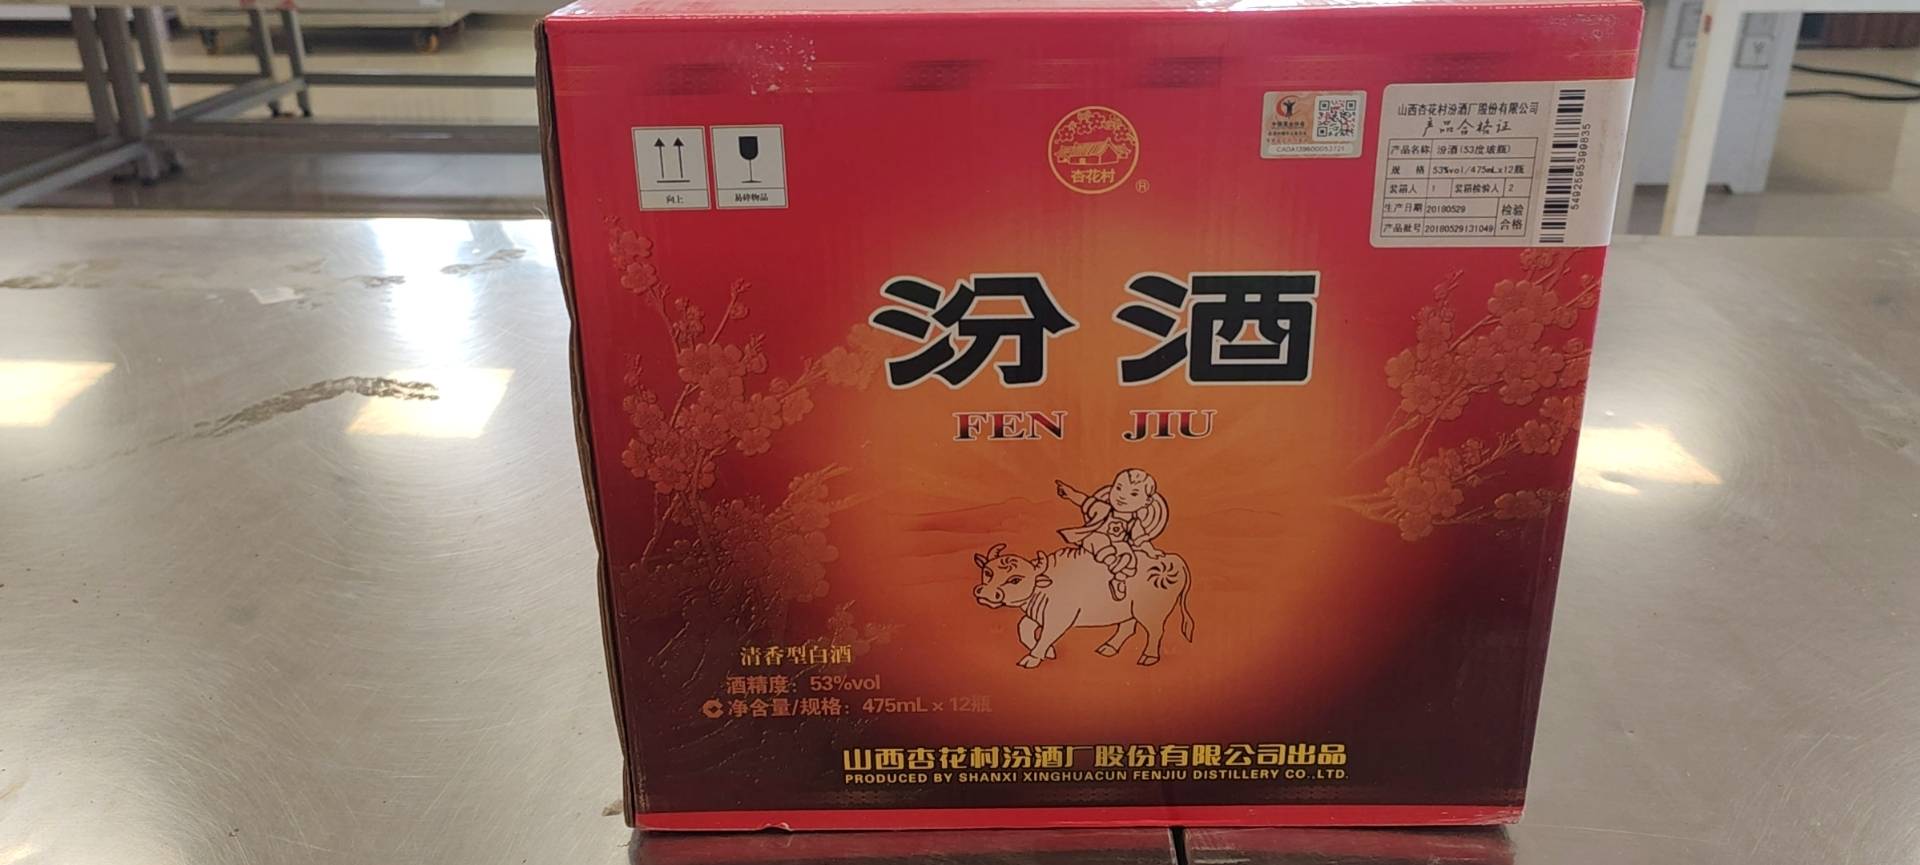 向上
易碎物品
杏花村
®
山西杏花村汾酒厂股份有限公司
产品合格证
产品名称 汾酒(53度玻瓶)
规 格 53%vol/475mLx12瓶
装箱人 1 装箱检验人 2
生产日期 20180529 检验合格
产品批号 20180529131049
汾酒
FEN JIU
清香型白酒
酒精度：53%vol
净含量/规格：475mL×12瓶
山西杏花村汾酒厂股份有限公司出品
PRODUCED BY SHANXI XINGHUACUN FENJIU DISTILLERY CO.,LTD.